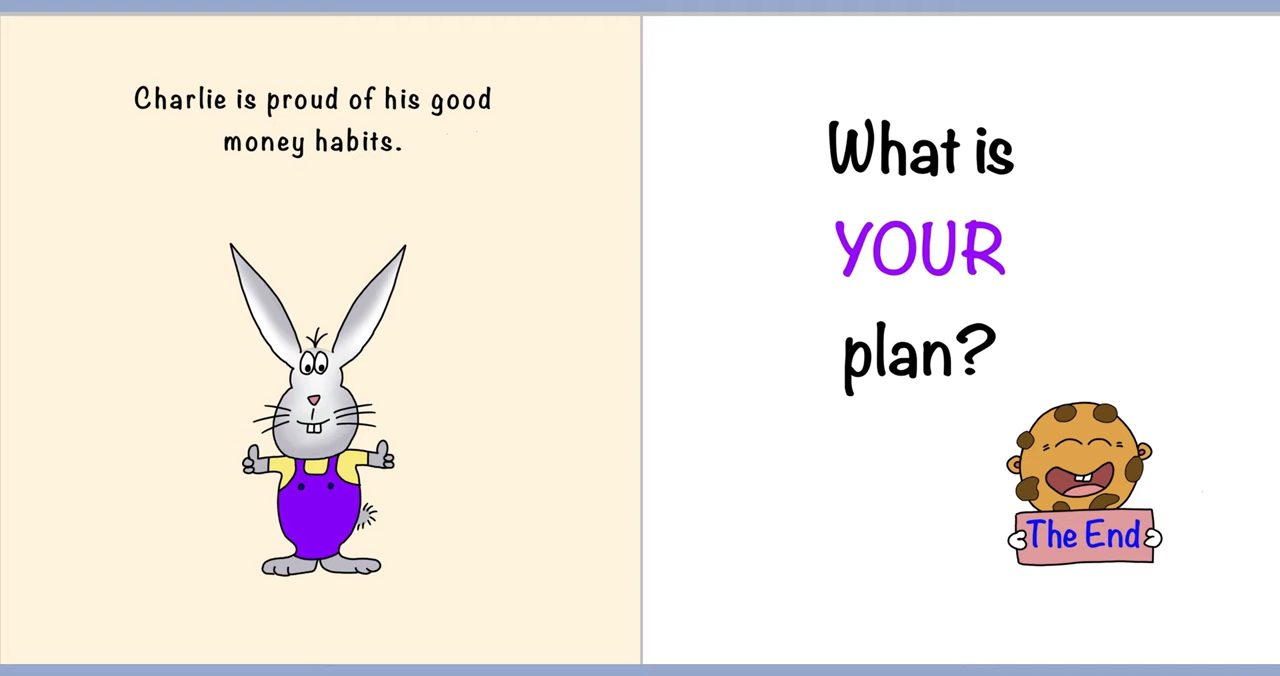 Charlie is proud of his good
money habits.
What is
YOUR
plan?
The End